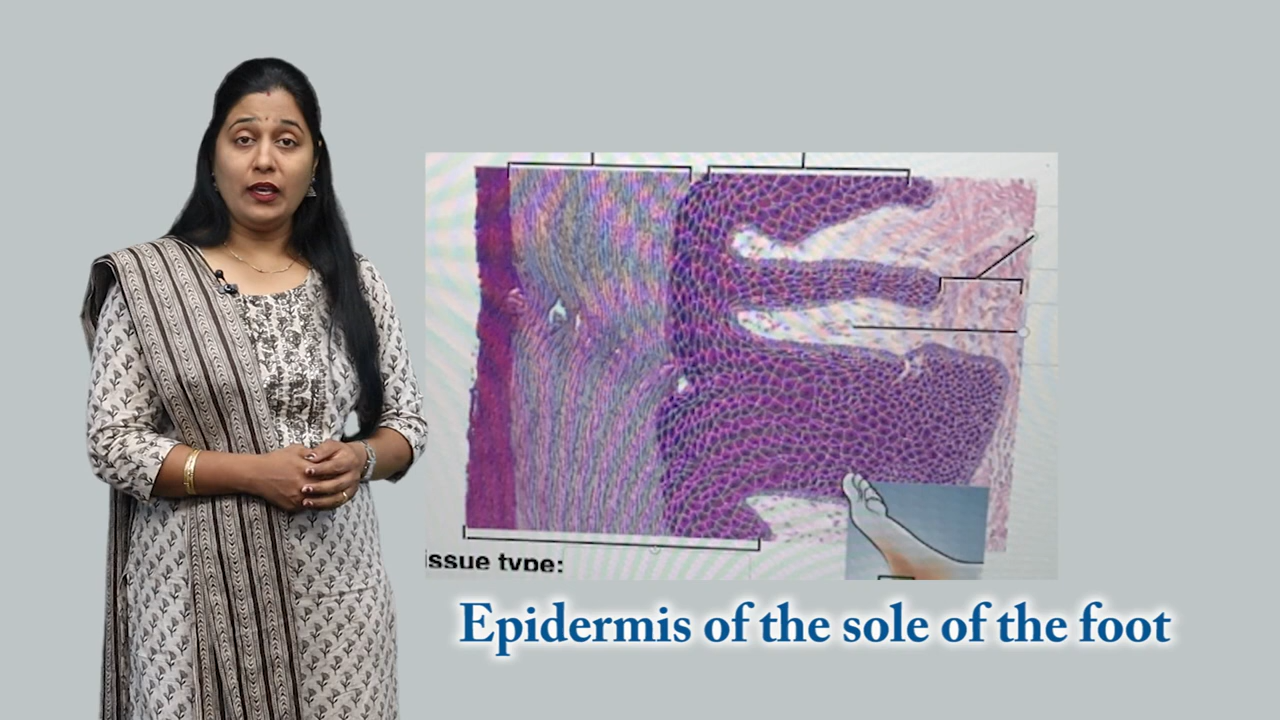 issue type:
Epidermis of the sole of the foot